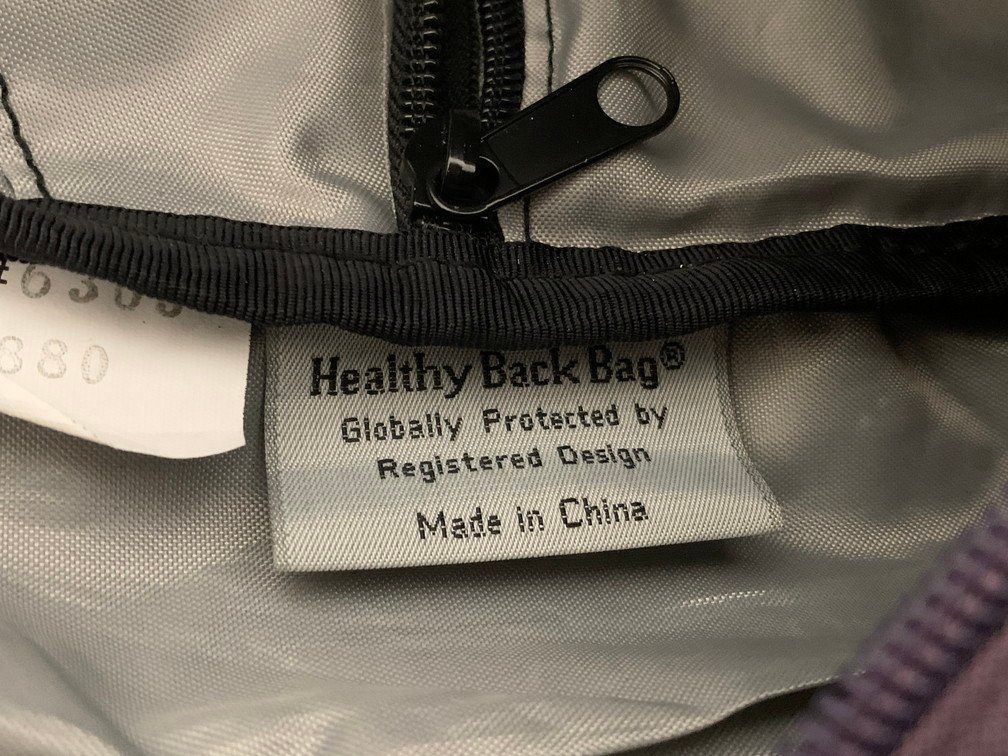 880
Healthy Back Bag®
Globally Protected by
Registered Design
Made in China